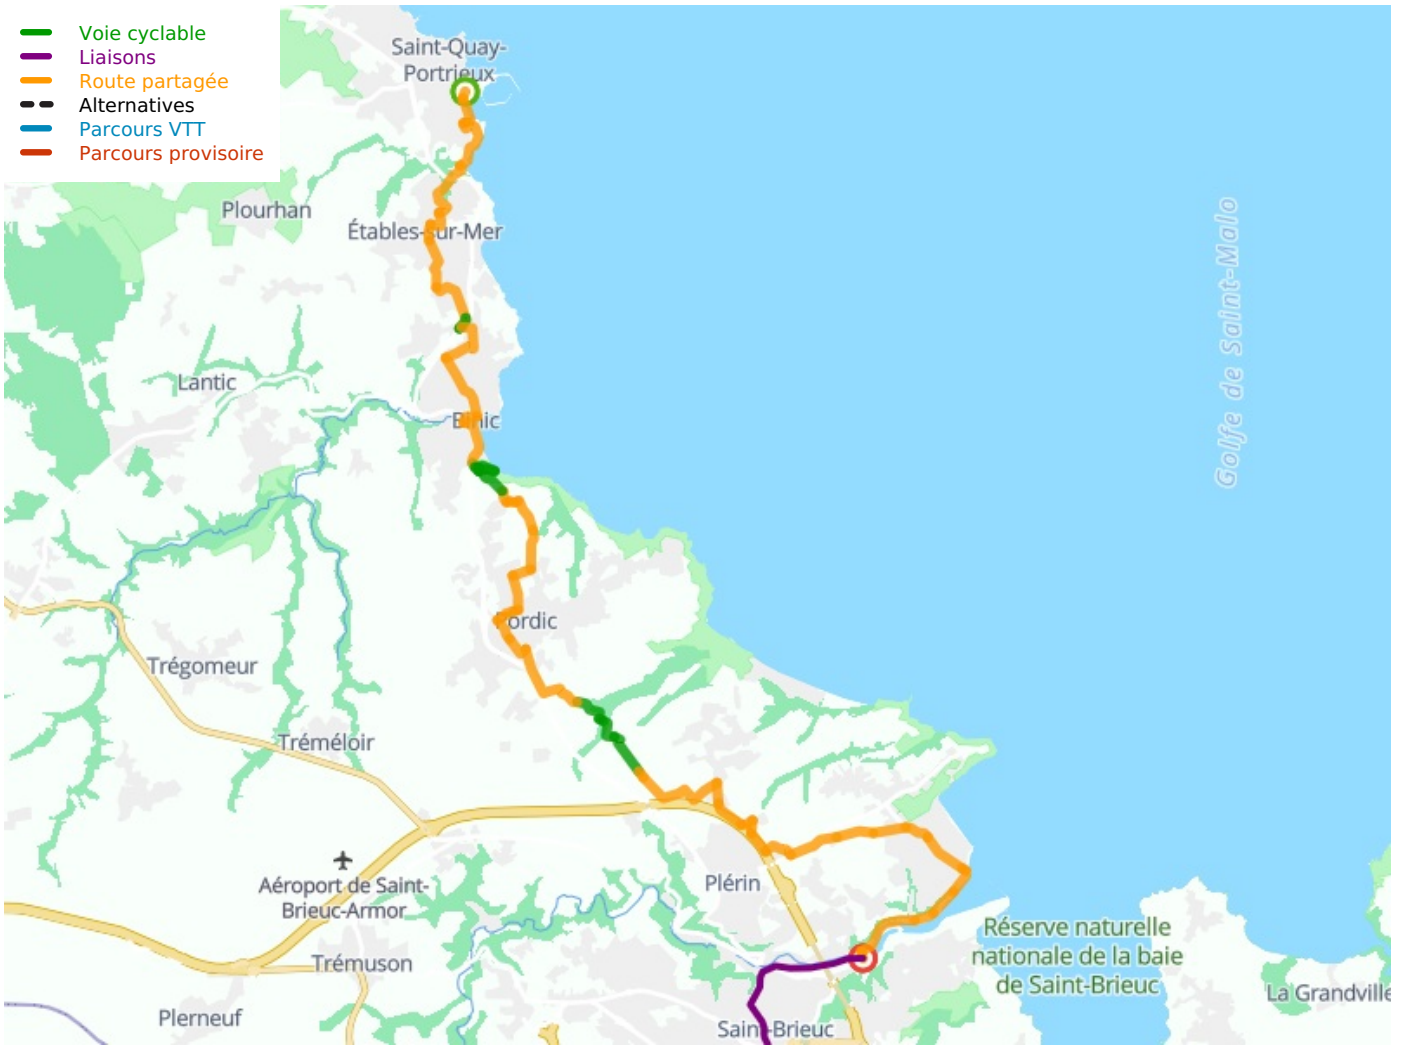 Voie cyclable
Liaisons
Route partagée
Alternatives
Parcours VTT
Parcours provisoire
Saint-Quay-
Portrieux
Plourhan
Étables-sur-Mer
Golfe de Saint-Malo
Lantic
Binic
Pordic
Trégomeur
Tréméloir
Plérin
Aéroport de Saint-
Brieuc-Armor
Réserve naturelle
nationale de la baie
de Saint-Brieuc
Trémuson
La Grandville
Plerneuf
Saint-Brieuc